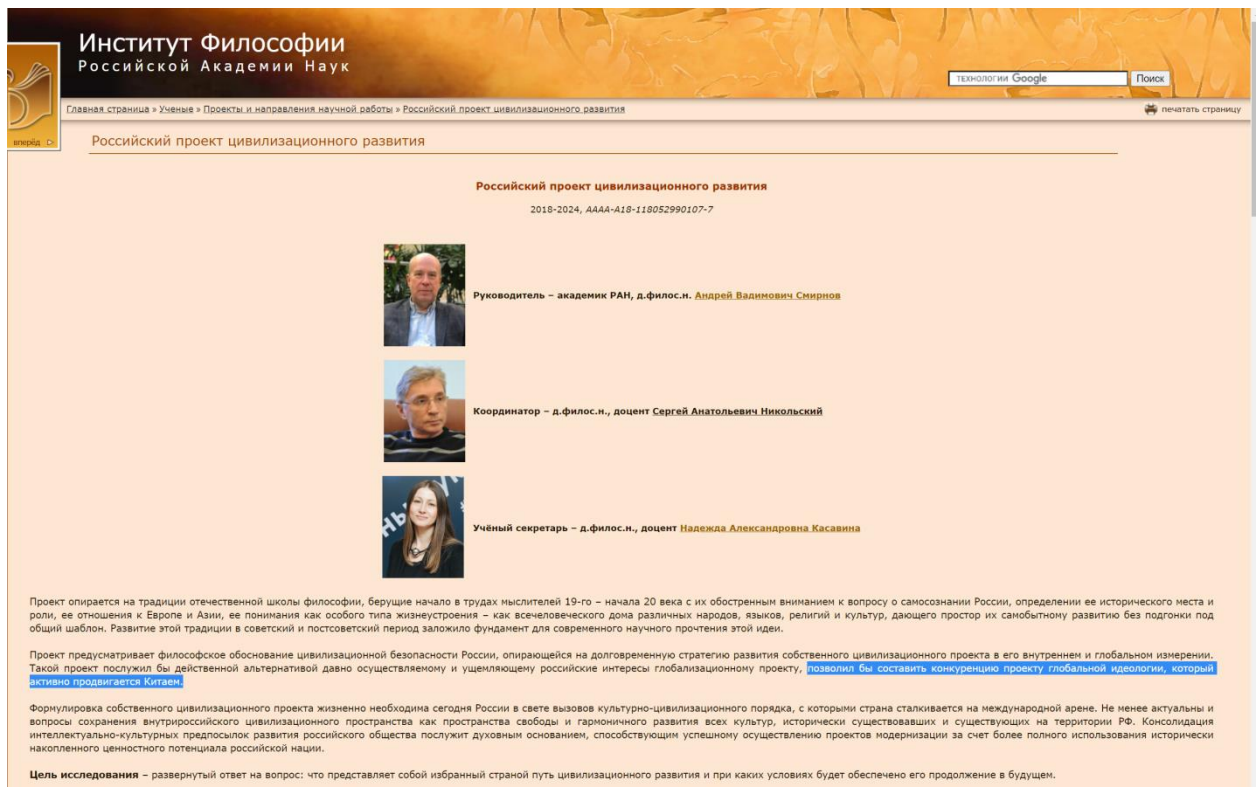 Институт Философии
Российской Академии Наук
технологии Google
Поиск
Главная страница » Ученые » Проекты и направления научной работы » Российский проект цивилизационного развития
печатать страницу
вперёд
Российский проект цивилизационного развития
Российский проект цивилизационного развития
2018-2024, АААА-А18-118052990107-7
Руководитель – академик РАН, д.филос.н. Андрей Вадимович Смирнов
Координатор – д.филос.н., доцент Сергей Анатольевич Никольский
Учёный секретарь – д.филос.н., доцент Надежда Александровна Касавина
Проект опирается на традиции отечественной школы философии, берущие начало в трудах мыслителей 19-го – начала 20 века с их обостренным вниманием к вопросу о самосознании России, определении ее исторического места и
роли, ее отношения к Европе и Азии, ее понимания как особого типа жизнеустроения – как всечеловеческого дома различных народов, языков, религий и культур, дающего простор их самобытному развитию без подгонки под
общий шаблон. Развитие этой традиции в советский и постсоветский период заложило фундамент для современного научного прочтения этой идеи.
Проект предусматривает философское обоснование цивилизационной безопасности России, опирающейся на долговременную стратегию развития собственного цивилизационного проекта в его внутреннем и глобальном измерении.
Такой проект послужил бы действенной альтернативой давно осуществляемому и ущемляющему российские интересы глобализационному проекту, позволил бы составить конкуренцию проекту глобальной идеологии, который
активно продвигается Китаем.
Формулировка собственного цивилизационного проекта жизненно необходима сегодня России в свете вызовов культурно-цивилизационного порядка, с которыми страна сталкивается на международной арене. Не менее актуальны и
вопросы сохранения внутрироссийского цивилизационного пространства как пространства свободы и гармоничного развития всех культур, исторически существовавших и существующих на территории РФ. Консолидация
интеллектуально-культурных предпосылок развития российского общества послужит духовным основанием, способствующим успешному осуществлению проектов модернизации за счет более полного использования исторически
накопленного ценностного потенциала российской нации.
Цель исследования – развернутый ответ на вопрос: что представляет собой избранный страной путь цивилизационного развития и при каких условиях будет обеспечено его продолжение в будущем.